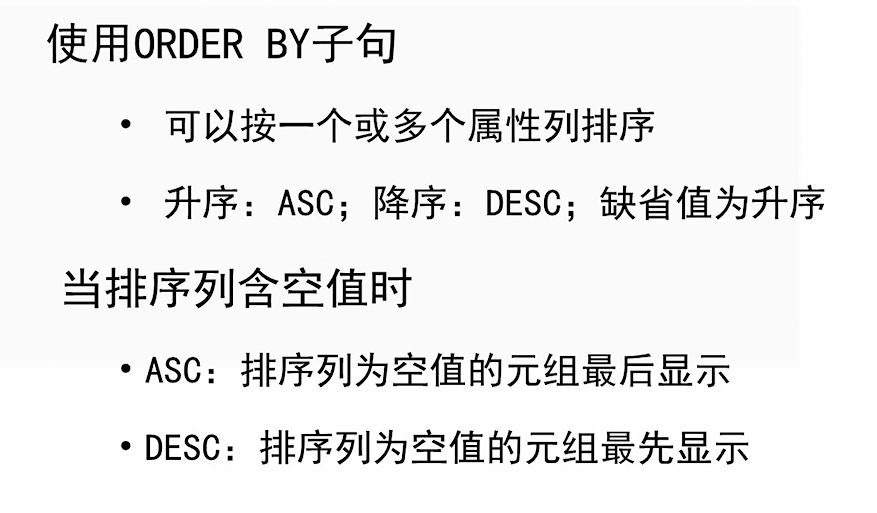 使用ORDER BY子句
• 可以按一个或多个属性列排序
• 升序：ASC；降序：DESC；缺省值为升序
当排序列含空值时
• ASC：排序列为空值的元组最后显示
• DESC：排序列为空值的元组最先显示